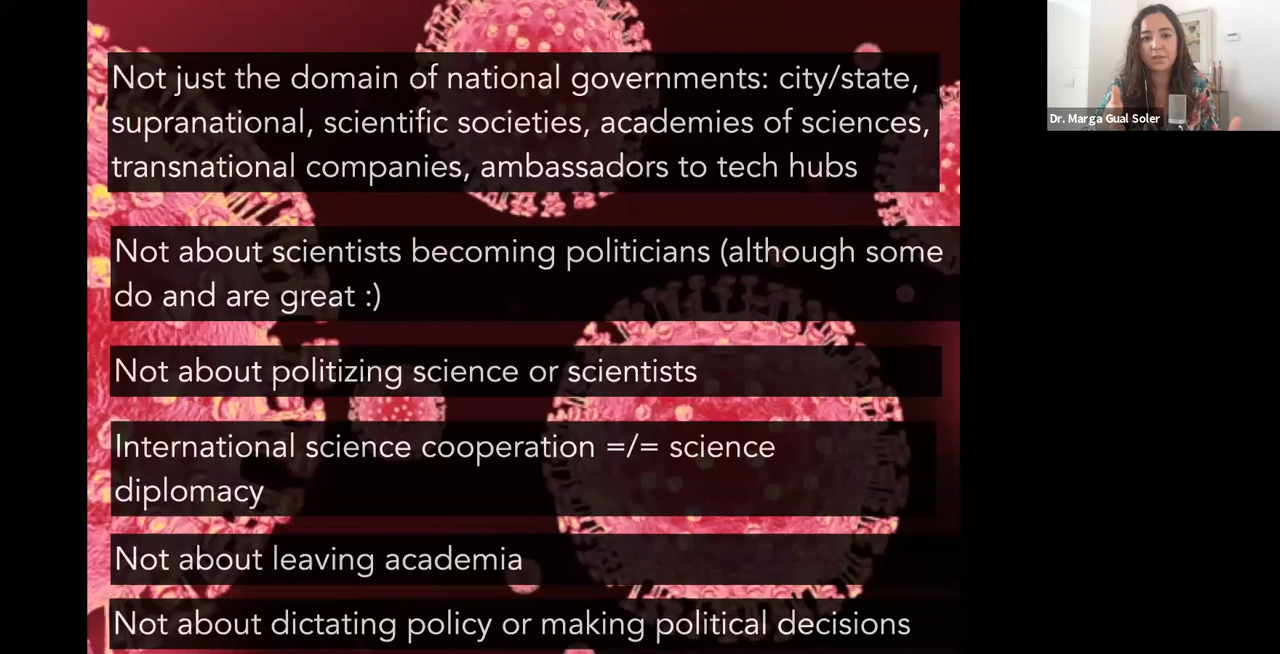 Not just the domain of national governments: city/state,
supranational, scientific societies, academies of sciences,
transnational companies, ambassadors to tech hubs
Not about scientists becoming politicians (although some
do and are great :)
Not about politizing science or scientists
International science cooperation =/= science
diplomacy
Not about leaving academia
Not about dictating policy or making political decisions
Dr. Marga Gual Soler